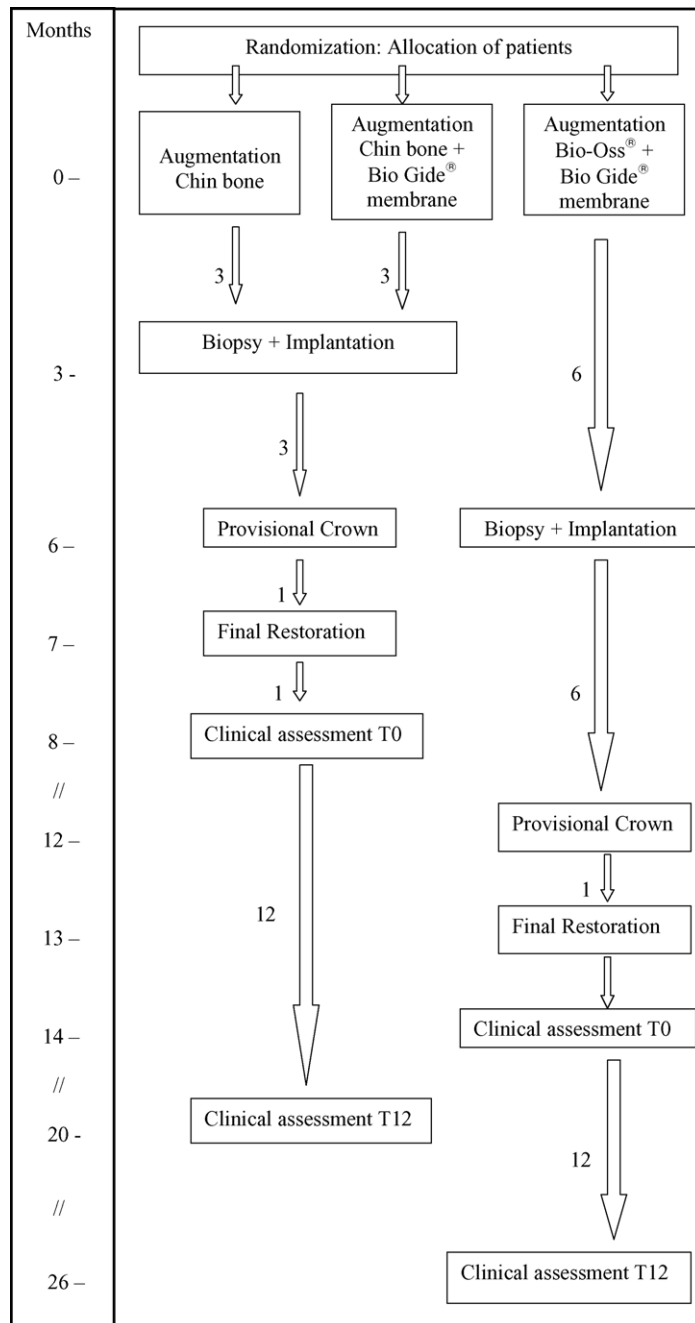 Months
Randomization: Allocation of patients
0 –
Augmentation
Chin bone
Augmentation
Chin bone +
Bio Gide®
membrane
Augmentation
Bio-Oss® +
Bio Gide®
membrane
3
3
6
3 -
Biopsy + Implantation
3
6 –
Provisional Crown
Biopsy + Implantation
1
6
7 –
Final Restoration
1
8 –
Clinical assessment T0
//
12
12 –
Provisional Crown
1
13 –
Final Restoration
14 –
Clinical assessment T0
//
20 -
Clinical assessment T12
12
//
26 –
Clinical assessment T12